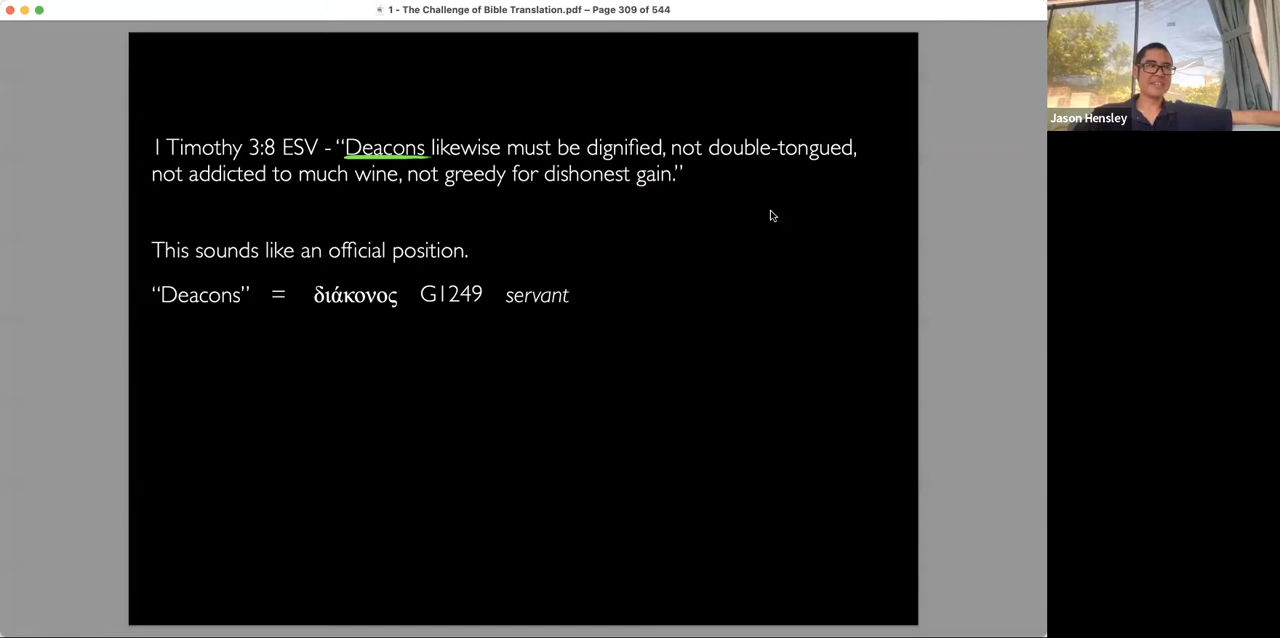 1 - The Challenge of Bible Translation.pdf – Page 309 of 544
Jason Hensley
1 Timothy 3:8 ESV - “Deacons likewise must be dignified, not double-tongued,
not addicted to much wine, not greedy for dishonest gain.”
This sounds like an official position.
“Deacons” = διάκονος G1249 servant